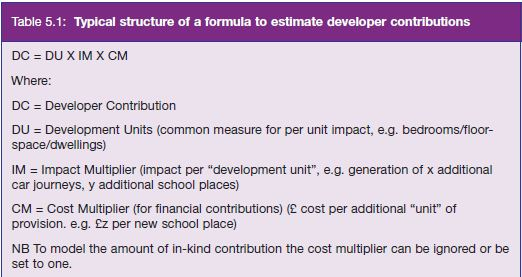 Table 5.1: Typical structure of a formula to estimate developer contributions
DC = DU X IM X CM
Where:
DC = Developer Contribution
DU = Development Units (common measure for per unit impact, e.g. bedrooms/floor-
space/dwellings)
IM = Impact Multiplier (impact per “development unit”, e.g. generation of x additional
car journeys, y additional school places)
CM = Cost Multiplier (for financial contributions) (£ cost per additional “unit” of
provision. e.g. £z per new school place)
NB To model the amount of in-kind contribution the cost multiplier can be ignored or be
set to one.